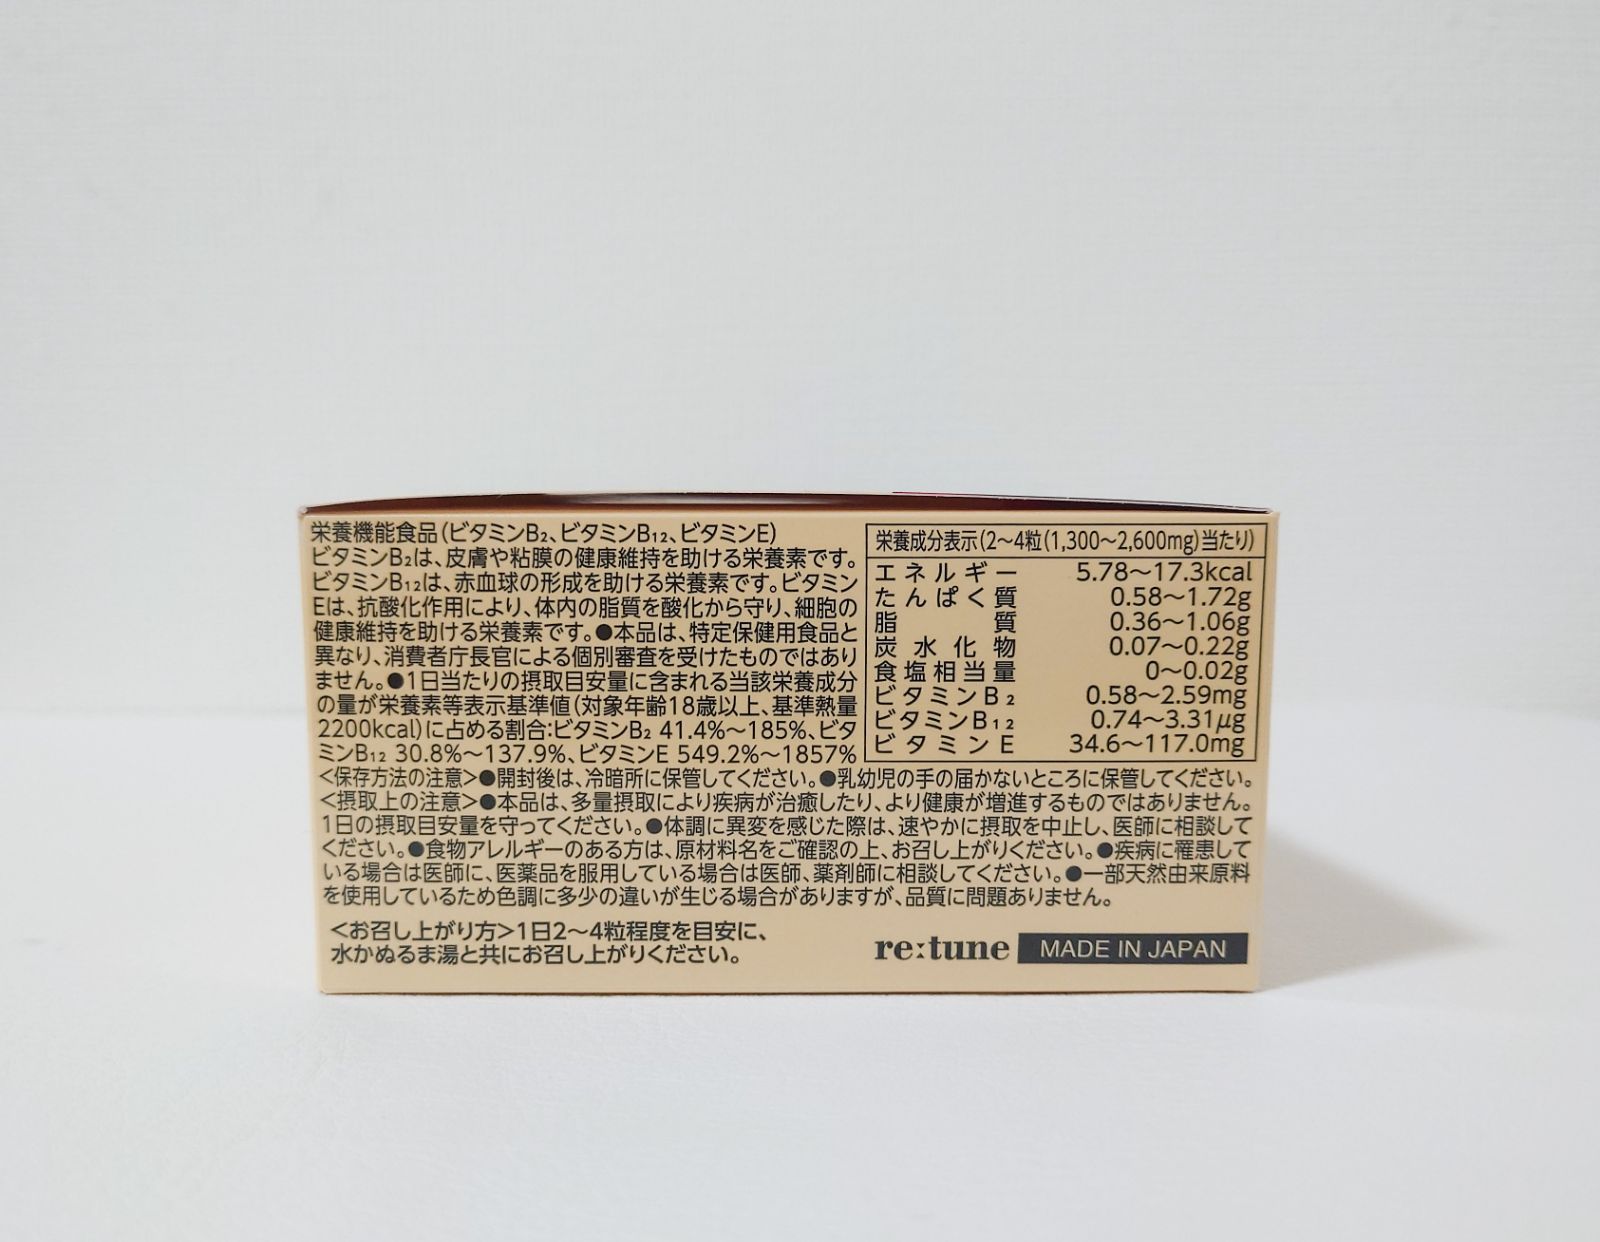 栄養機能食品(ビタミンB₂、ビタミンB₁₂、ビタミンE)
ビタミンB₂は、皮膚や粘膜の健康維持を助ける栄養素です。
ビタミンB₁₂は、赤血球の形成を助ける栄養素です。ビタミン
Eは、抗酸化作用により、体内の脂質を酸化から守り、細胞の
健康維持を助ける栄養素です。●本品は、特定保健用食品と
異なり、消費者庁長官による個別審査を受けたものではあり
ません。●1日当たりの摂取目安量に含まれる当該栄養成分
の量が栄養素等表示基準値(対象年齢18歳以上、基準熱量
2200kcal)に占める割合:ビタミンB₂ 41.4%〜185%、ビタ
ミンB₁₂ 30.8%〜137.9%、ビタミンE 549.2%〜1857%
栄養成分表示(2〜4粒(1,300〜2,600mg)当たり)
エネルギー 5.78〜17.3kcal
たんぱく質 0.58〜1.72g
脂質 0.36〜1.06g
炭水化物 0.07〜0.22g
食塩相当量 0〜0.02g
ビタミンB₂ 0.58〜2.59mg
ビタミンB₁₂ 0.74〜3.31μg
ビタミンE 34.6〜117.0mg
<保存方法の注意>●開封後は、冷暗所に保管してください。●乳幼児の手の届かないところに保管してください。
<摂取上の注意>●本品は、多量摂取により疾病が治癒したり、より健康が増進するものではありません。
1日の摂取目安量を守ってください。●体調に異変を感じた際は、速やかに摂取を中止し、医師に相談して
ください。●食物アレルギーのある方は、原材料名をご確認の上、お召し上がりください。●疾病に罹患して
いる場合は医師に、医薬品を服用している場合は医師、薬剤師に相談してください。●一部天然由来原料
を使用しているため色調に多少の違いが生じる場合がありますが、品質に問題ありません。
<お召し上がり方>1日2〜4粒程度を目安に、
水かぬるま湯と共にお召し上がりください。
re:tune MADE IN JAPAN